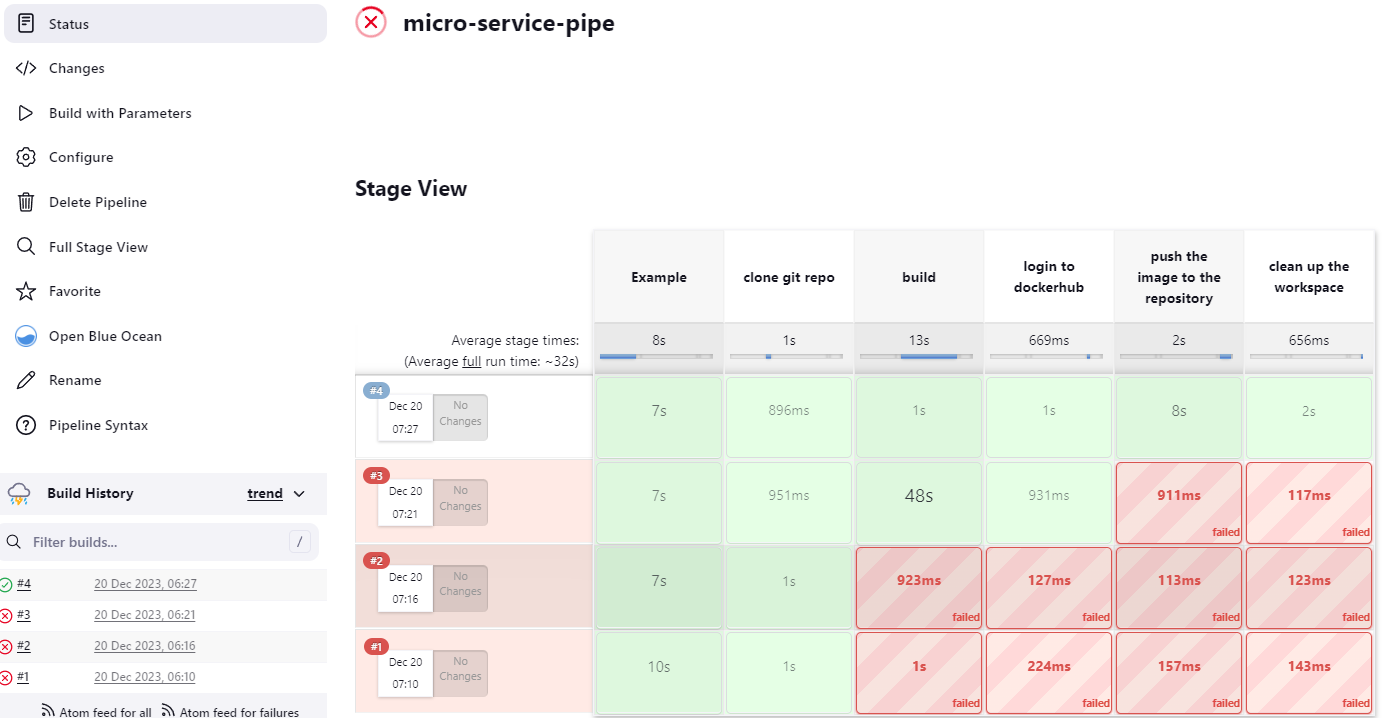 Status
Changes
Build with Parameters
Configure
Delete Pipeline
Full Stage View
Favorite
Open Blue Ocean
Rename
Pipeline Syntax
Build History
trend
Filter builds...
/
#4
20 Dec 2023, 06:27
#3
20 Dec 2023, 06:21
#2
20 Dec 2023, 06:16
#1
20 Dec 2023, 06:10
Atom feed for all
Atom feed for failures
micro-service-pipe
Stage View
Example
clone git repo
build
login to
dockerhub
push the
image to the
repository
clean up the
workspace
Average stage times:
(Average full run time: ~32s)
8s
1s
13s
669ms
2s
656ms
#4
Dec 20
07:27
No
Changes
7s
896ms
1s
1s
8s
2s
#3
Dec 20
07:21
No
Changes
7s
951ms
48s
931ms
911ms
failed
117ms
failed
#2
Dec 20
07:16
No
Changes
7s
1s
923ms
failed
127ms
failed
113ms
failed
123ms
failed
#1
Dec 20
07:10
No
Changes
10s
1s
1s
failed
224ms
failed
157ms
failed
143ms
failed